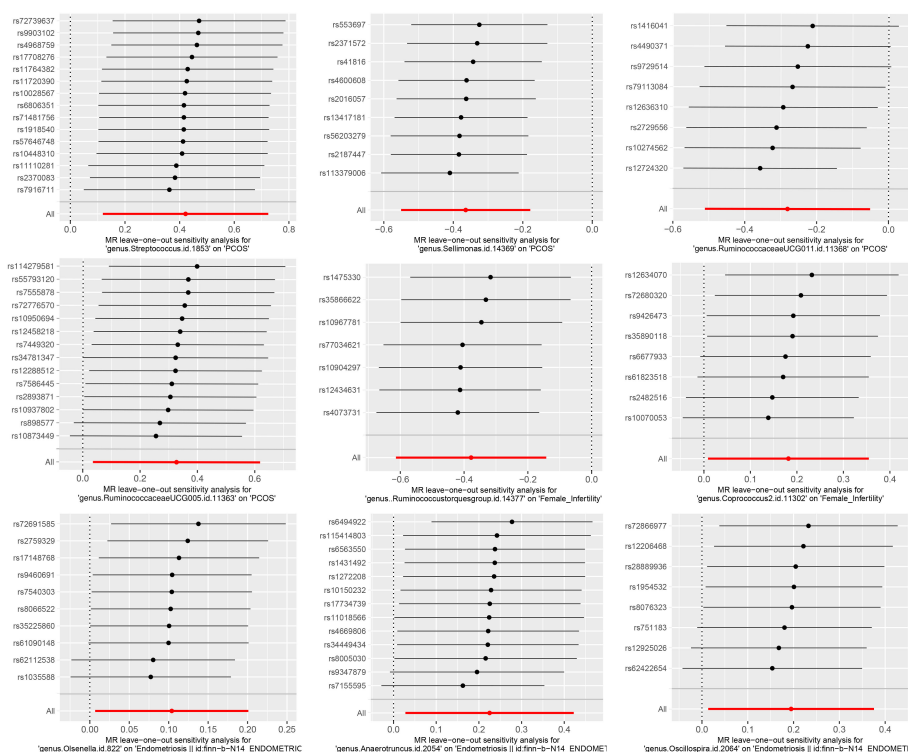 rs72739637
rs9903102
rs4968759
rs17708276
rs11764382
rs11720390
rs10028567
rs6806351
rs71481756
rs1918540
rs57646748
rs10448310
rs11110281
rs2370083
rs7916711
All
0.0 0.2 0.4 0.6 0.8
MR leave−one−out sensitivity analysis for
'genus.Streptococcus.id.1853' on 'PCOS'
rs553697
rs2371572
rs41816
rs4600608
rs2016057
rs13417181
rs56203279
rs2187447
rs113379006
All
−0.6 −0.4 −0.2 0.0
MR leave−one−out sensitivity analysis for
'genus.Sellimonas.id.14369' on 'PCOS'
rs1416041
rs4490371
rs9729514
rs79113084
rs12636310
rs2729556
rs10274562
rs12724320
All
−0.6 −0.4 −0.2 0.0
MR leave−one−out sensitivity analysis for
'genus.RuminococcaceaeUCG011.id.11368' on 'PCOS'
rs114279581
rs55793120
rs7555878
rs72776570
rs10950694
rs12458218
rs7449320
rs34781347
rs12288512
rs7586445
rs2893871
rs10937802
rs898577
rs10873449
All
0.0 0.2 0.4 0.6
MR leave−one−out sensitivity analysis for
'genus.RuminococcaceaeUCG005.id.11363' on 'PCOS'
rs1475330
rs35866622
rs10967781
rs77034621
rs10904297
rs12434631
rs4073731
All
−0.6 −0.4 −0.2 0.0
MR leave−one−out sensitivity analysis for
'genus..Ruminococcustorquesgroup.id.14377' on 'Female_Infertility'
rs12634070
rs72680320
rs9426473
rs35890118
rs6677933
rs61823518
rs2482516
rs10070053
All
0.0 0.1 0.2 0.3 0.4
MR leave−one−out sensitivity analysis for
'genus.Coprococcus2.id.11302' on 'Female_Infertility'
rs72691585
rs2759329
rs17148768
rs9460691
rs7540303
rs8066522
rs35225860
rs61090148
rs62112538
rs1035588
All
0.00 0.05 0.10 0.15 0.20 0.25
MR leave−one−out sensitivity analysis for
'genus.Olsenella.id.822' on 'Endometriosis || id:finn−b−N14_ENDOMETRIC
rs6494922
rs115414803
rs6563550
rs1431492
rs1272208
rs10150232
rs17734739
rs11018566
rs4669806
rs34449434
rs8005030
rs9347879
rs7155595
All
0.0 0.2 0.4
MR leave−one−out sensitivity analysis for
'genus.Anaerotruncus.id.2054' on 'Endometriosis || id:finn−b−N14_ENDOMET
rs72866977
rs12206468
rs28889936
rs1954532
rs8076323
rs751183
rs12925026
rs62422654
All
0.0 0.1 0.2 0.3 0.4
MR leave−one−out sensitivity analysis for
'genus.Oscillospira.id.2064' on 'Endometriosis || id:finn−b−N14_ENDOMETI